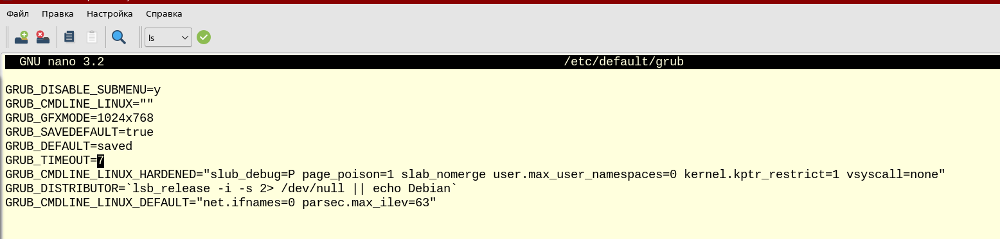 Файл Правка Настройка Справка
ls
GNU nano 3.2 /etc/default/grub
GRUB_DISABLE_SUBMENU=y
GRUB_CMDLINE_LINUX=""
GRUB_GFXMODE=1024x768
GRUB_SAVEDEFAULT=true
GRUB_DEFAULT=saved
GRUB_TIMEOUT=7
GRUB_CMDLINE_LINUX_HARDENED="slub_debug=P page_poison=1 slab_nomerge user.max_user_namespaces=0 kernel.kptr_restrict=1 vsyscall=none"
GRUB_DISTRIBUTOR=`lsb_release -i -s 2> /dev/null || echo Debian`
GRUB_CMDLINE_LINUX_DEFAULT="net.ifnames=0 parsec.max_ilev=63"